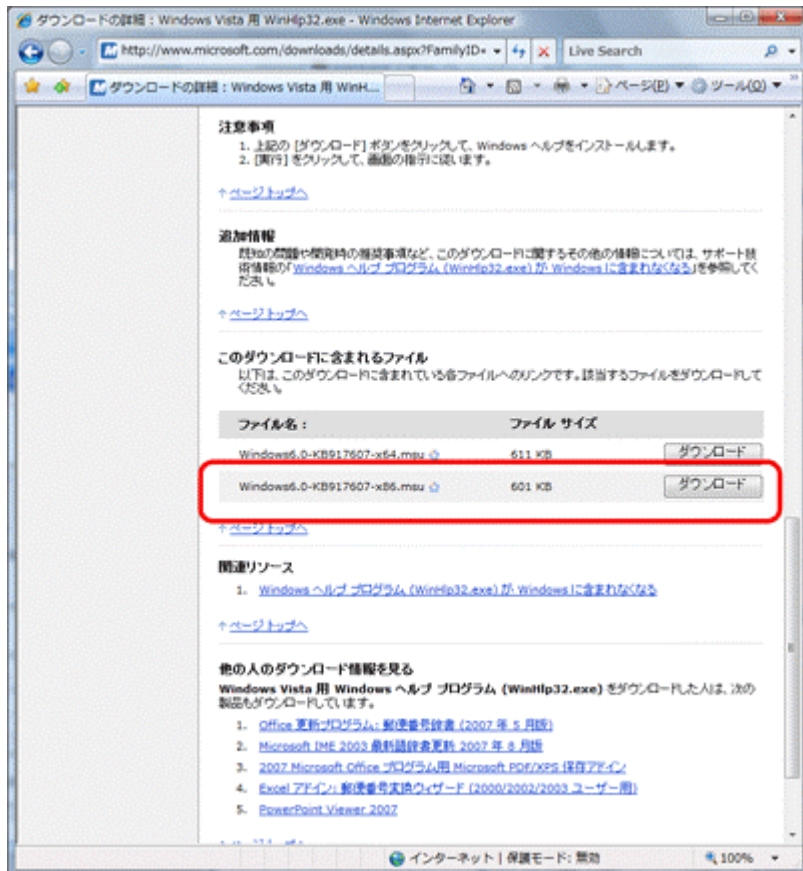 ダウンロードの詳細 : Windows Vista 用 WinHlp32.exe - Windows Internet Explorer
http://www.microsoft.com/downloads/details.aspx?FamilyID=
Live Search
ダウンロードの詳細 : Windows Vista 用 WinH...
ページ(P) ツール(O)
注意事項
1. 上記の [ダウンロード] ボタンをクリックして、Windows ヘルプをインストールします。
2. [実行] をクリックして、画面の指示に従います。
↑ページトップへ
追加情報
既知の問題や開発時の推奨事項など、このダウンロードに関するその他の情報については、サポート技
術情報の「Windows ヘルプ プログラム (WinHlp32.exe) が Windows に含まれなくなる」を参照してく
ださい。
↑ページトップへ
このダウンロードに含まれるファイル
以下は、このダウンロードに含まれている各ファイルへのリンクです。該当するファイルをダウンロードして
ください。
ファイル名 : ファイル サイズ
Windows6.0-KB917607-x64.msu 611 KB ダウンロード
Windows6.0-KB917607-x86.msu 601 KB ダウンロード
↑ページトップへ
関連リソース
1. Windows ヘルプ プログラム (WinHlp32.exe) が Windows に含まれなくなる
↑ページトップへ
他の人のダウンロード情報を見る
Windows Vista 用 Windows ヘルプ プログラム (WinHlp32.exe) をダウンロードした人は、次の
製品もダウンロードしています。
1. Office 更新プログラム: 郵便番号辞書 (2007 年 5 月版)
2. Microsoft IME 2003 最新語辞書更新 2007 年 8 月版
3. 2007 Microsoft Office プログラム用 Microsoft PDF/XPS 保存アドイン
4. Excel アドイン: 郵便番号変換ウィザード (2000/2002/2003 ユーザー用)
5. PowerPoint Viewer 2007
インターネット | 保護モード: 無効 100%